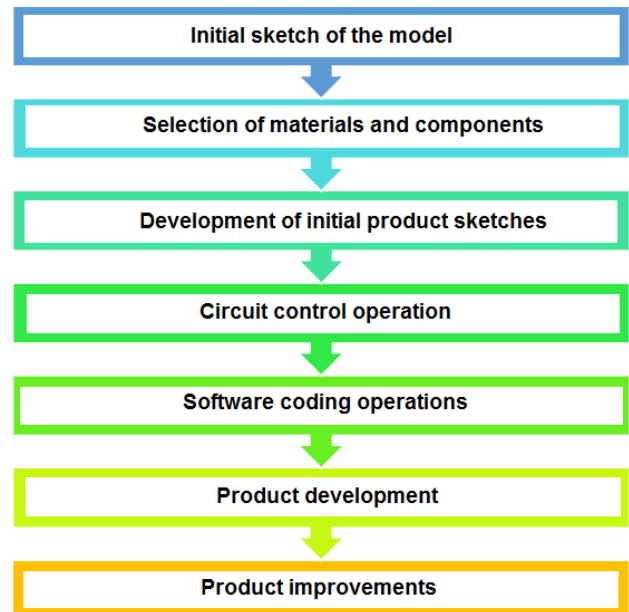 Initial sketch of the model
Selection of materials and components
Development of initial product sketches
Circuit control operation
Software coding operations
Product development
Product improvements